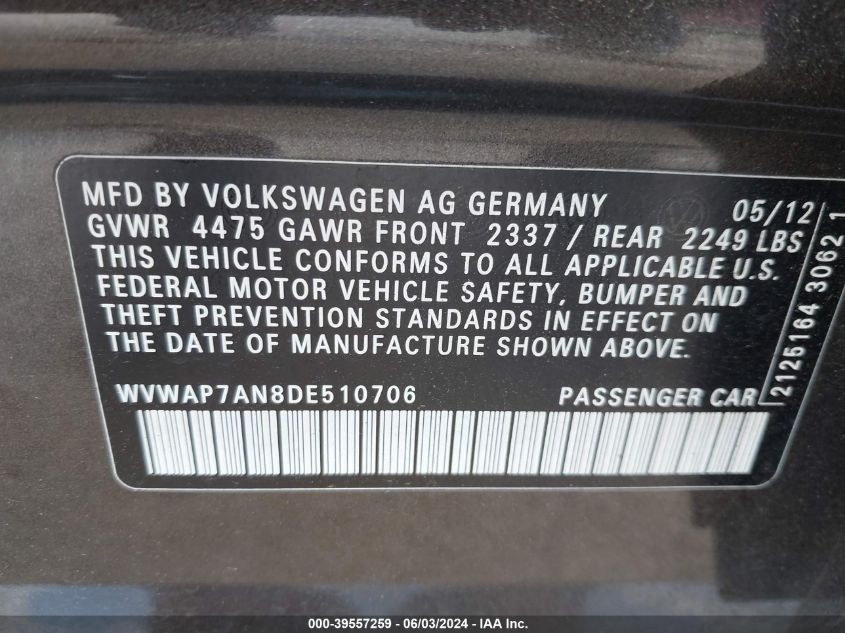 MFD BY VOLKSWAGEN AG GERMANY 05/12
GVWR 4475 GAWR FRONT 2337 / REAR 2249 LBS
THIS VEHICLE CONFORMS TO ALL APPLICABLE U.S.
FEDERAL MOTOR VEHICLE SAFETY, BUMPER AND
THEFT PREVENTION STANDARDS IN EFFECT ON
THE DATE OF MANUFACTURE SHOWN ABOVE.
WVWAP7AN8DE510706 PASSENGER CAR
2125164 3062 1
000-39557259 - 06/03/2024 - IAA Inc.